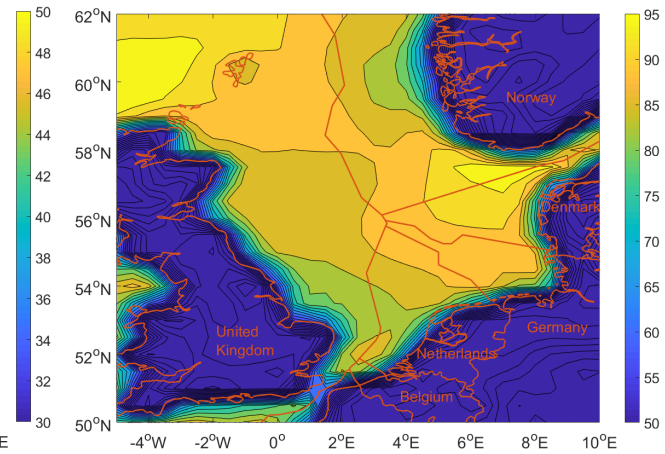 50
48
46
44
42
40
38
36
34
32
30
E
62°N
60°N
58°N
56°N
54°N
52°N
50°N
-4°W
-2°W
0°
2°E
4°E
6°E
8°E
10°E
Norway
Denmark
United
Kingdom
Germany
Netherlands
Belgium
95
90
85
80
75
70
65
60
55
50